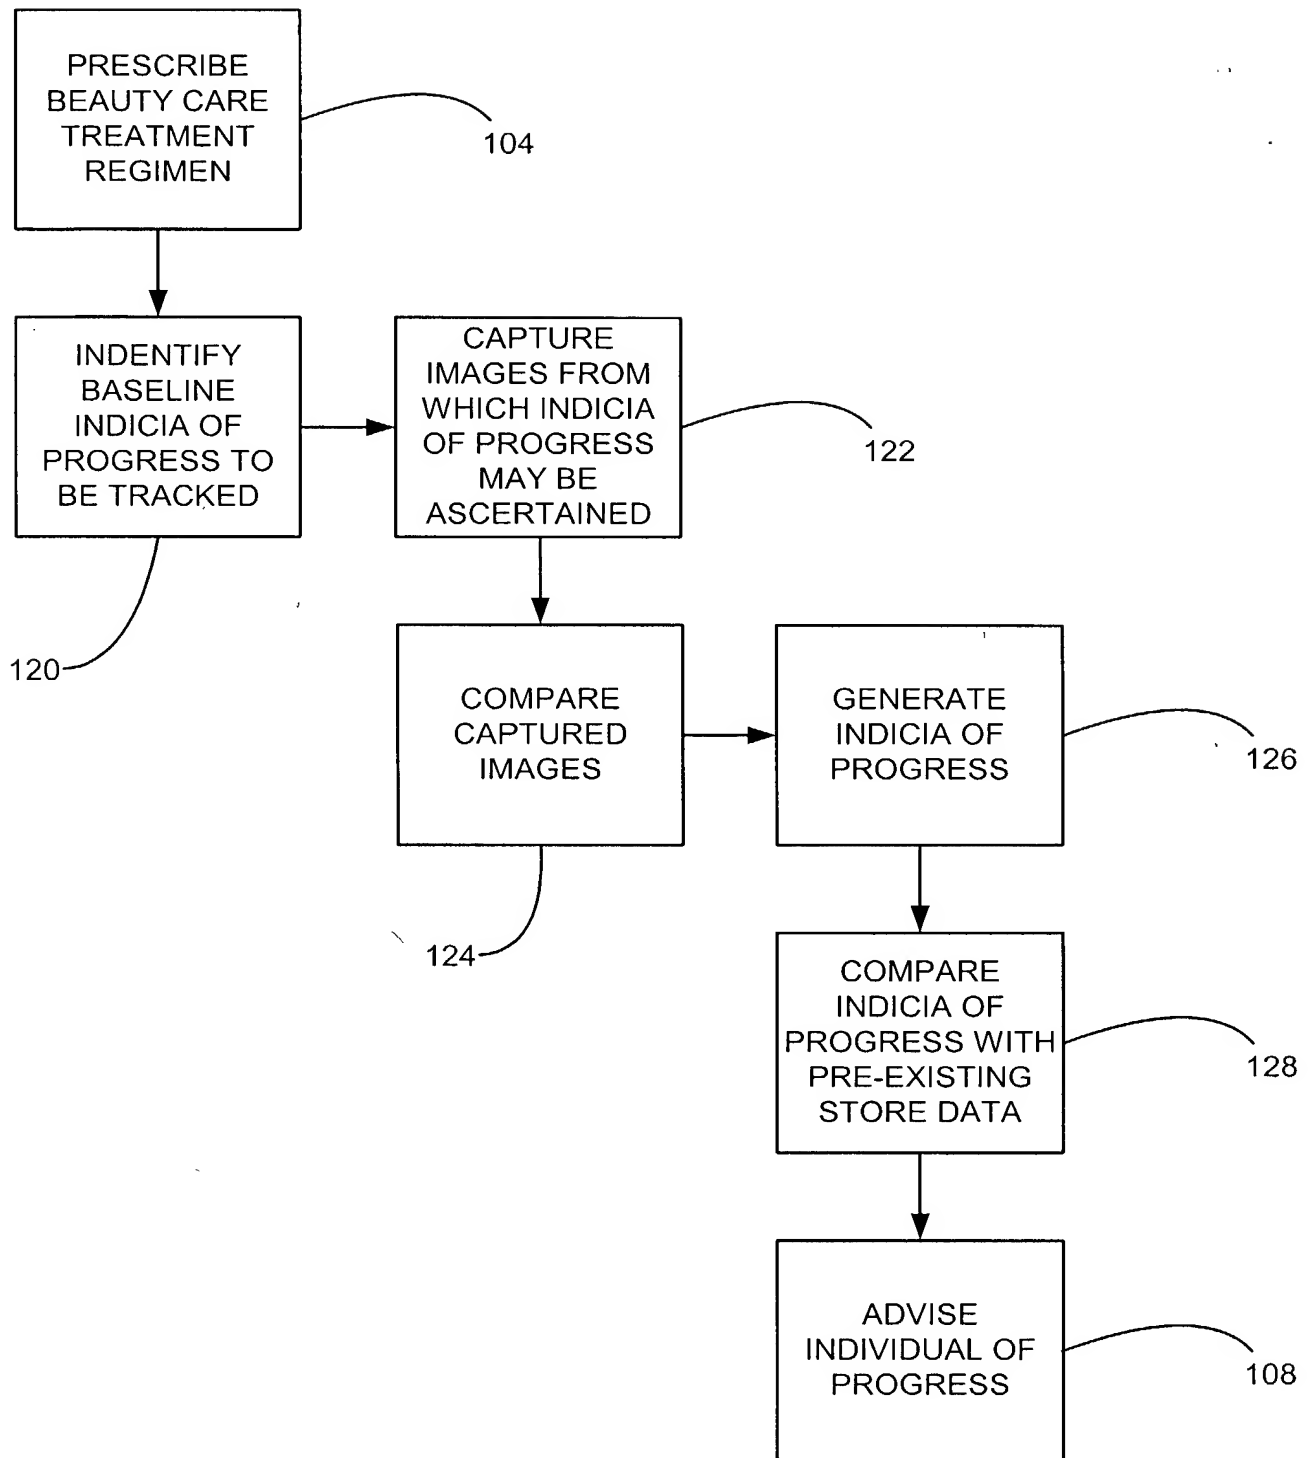 PRESCRIBE
BEAUTY CARE
TREATMENT
REGIMEN
104
INDENTIFY
BASELINE
INDICIA OF
PROGRESS TO
BE TRACKED
120
CAPTURE
IMAGES FROM
WHICH INDICIA
OF PROGRESS
MAY BE
ASCERTAINED
122
COMPARE
CAPTURED
IMAGES
124
GENERATE
INDICIA OF
PROGRESS
126
COMPARE
INDICIA OF
PROGRESS WITH
PRE-EXISTING
STORE DATA
128
ADVISE
INDIVIDUAL OF
PROGRESS
108